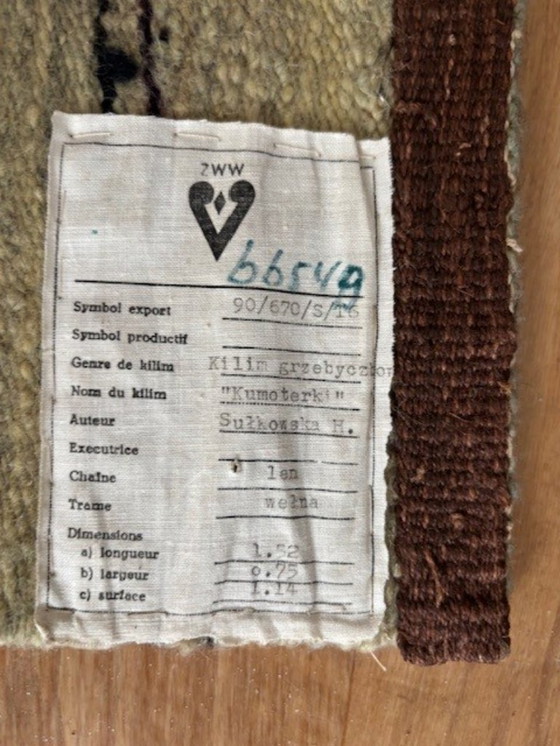 ZWW
66549
Symbol export 90/670/S/16
Symbol productif
Genre de kilim Kilim grzebyczkow
Nom du kilim "Kumoterki"
Auteur Sułkowska H.
Executrice
Chaîne len
Trame wełna
Dimensions
a) longueur 1.52
b) largeur 0.75
c) surface 1.14